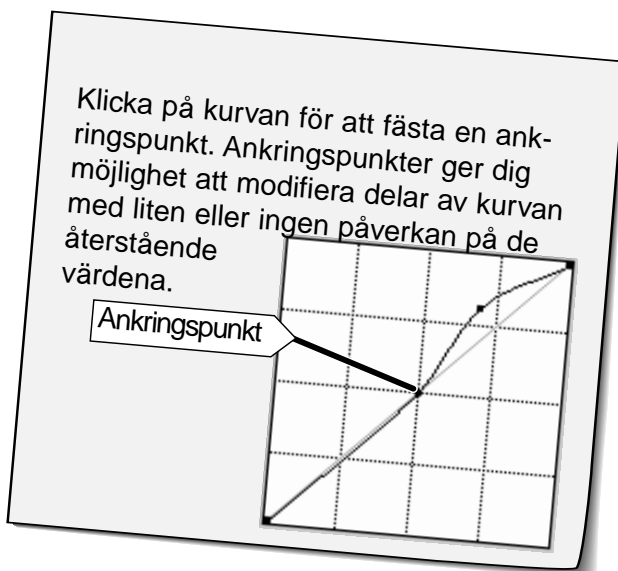 Klicka på kurvan för att fästa en ank-
ringspunkt. Ankringspunkter ger dig
möjlighet att modifiera delar av kurvan
med liten eller ingen påverkan på de
återstående
värdena.
Ankringspunkt